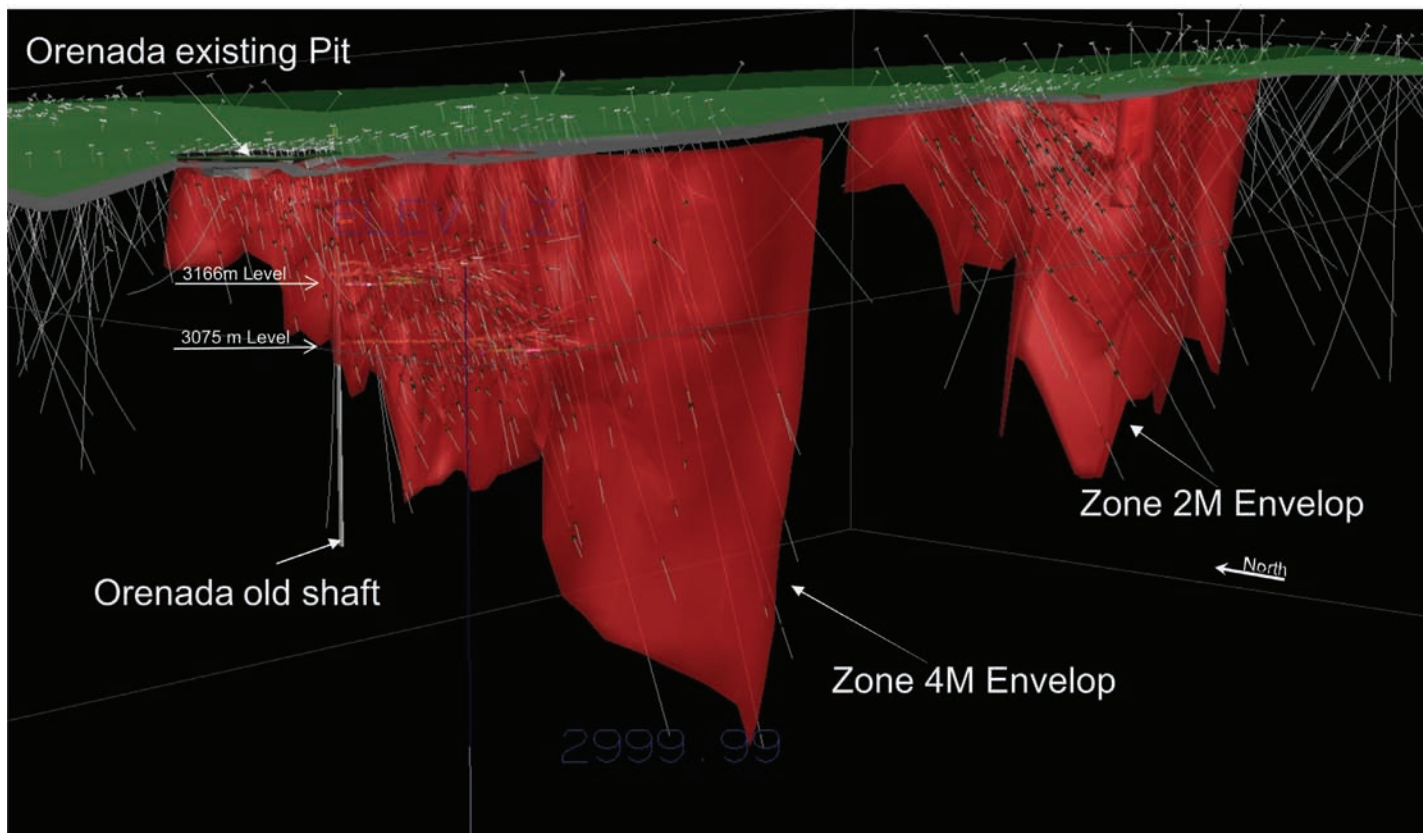 Orenada existing Pit
ELEV (Z)
3166m Level
3075 m Level
Zone 2M Envelop
North
Orenada old shaft
Zone 4M Envelop
2999.99